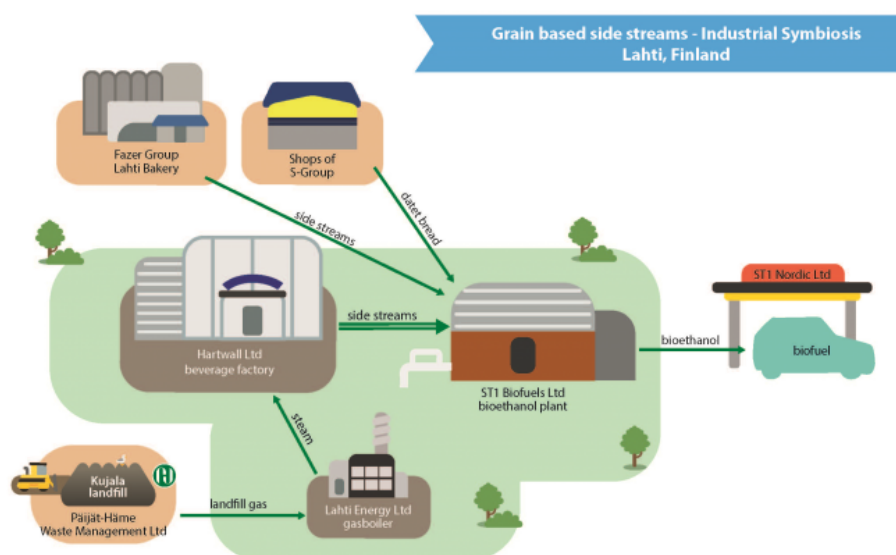 Grain based side streams - Industrial Symbiosis
Lahti, Finland
Fazer Group
Lahti Bakery
Shops of
S-Group
side streams
datet bread
ST1 Nordic Ltd
side streams
bioethanol
biofuel
Hartwall Ltd
beverage factory
ST1 Biofuels Ltd
bioethanol plant
steam
Kujala
landfill
landfill gas
Lahti Energy Ltd
gasboiler
Päijät-Häme
Waste Management Ltd